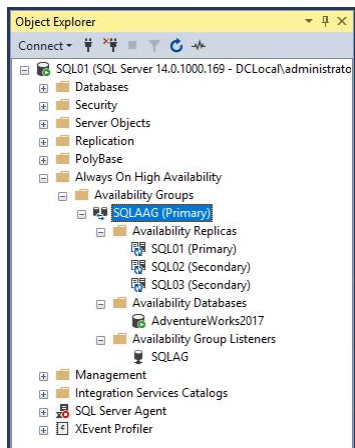 Object Explorer
Connect
SQL01 (SQL Server 14.0.1000.169 - DCLocal\administrato
Databases
Security
Server Objects
Replication
PolyBase
Always On High Availability
Availability Groups
SQLAAG (Primary)
Availability Replicas
SQL01 (Primary)
SQL02 (Secondary)
SQL03 (Secondary)
Availability Databases
AdventureWorks2017
Availability Group Listeners
SQLAG
Management
Integration Services Catalogs
SQL Server Agent
XEvent Profiler